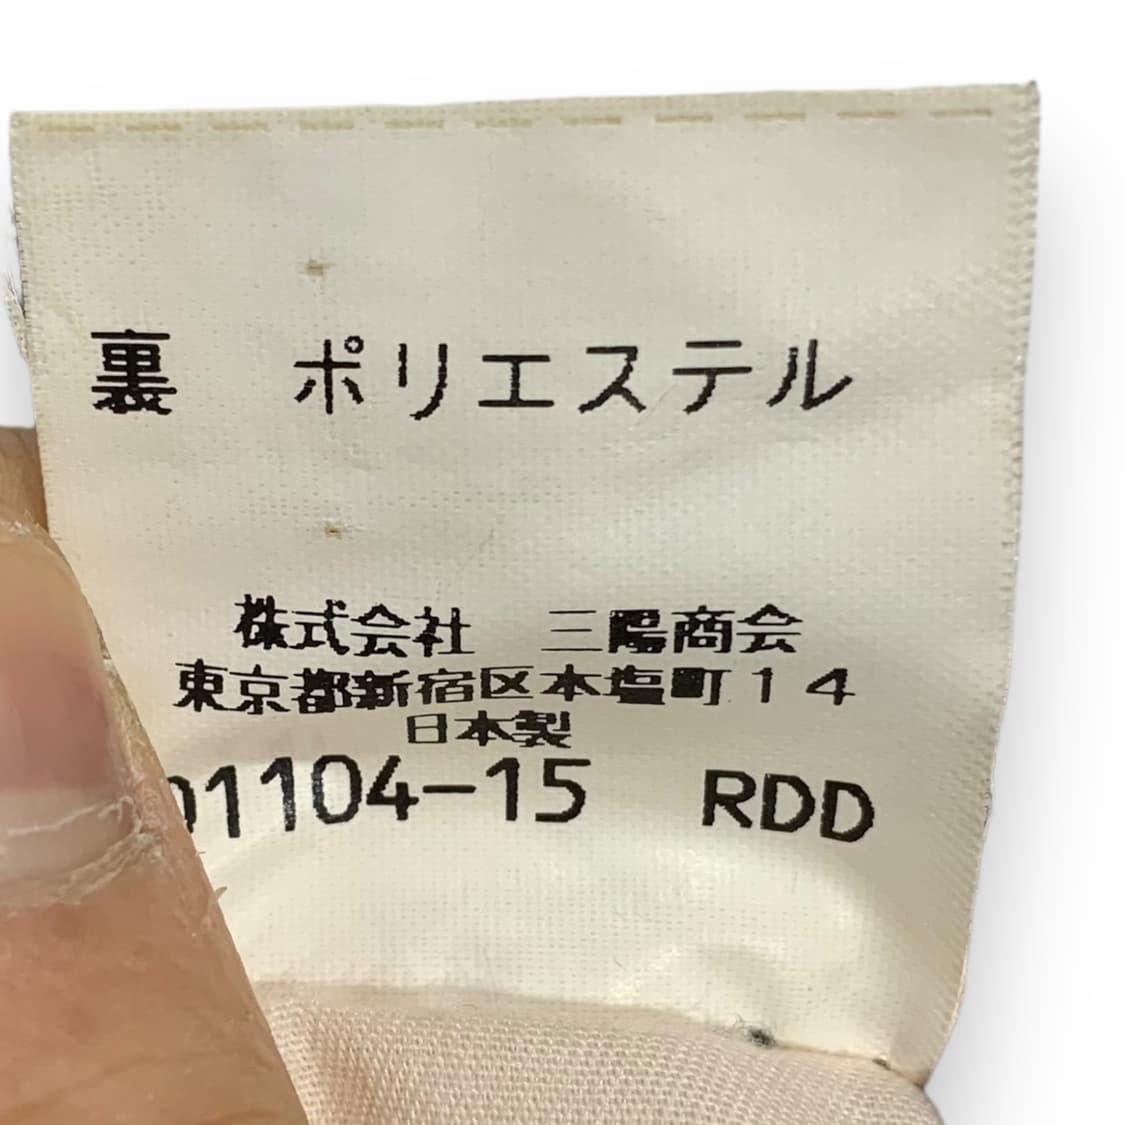 裏　ポリエステル
株式会社　三陽商会
東京都新宿区本塩町１４
日本製
01104-15　RDD